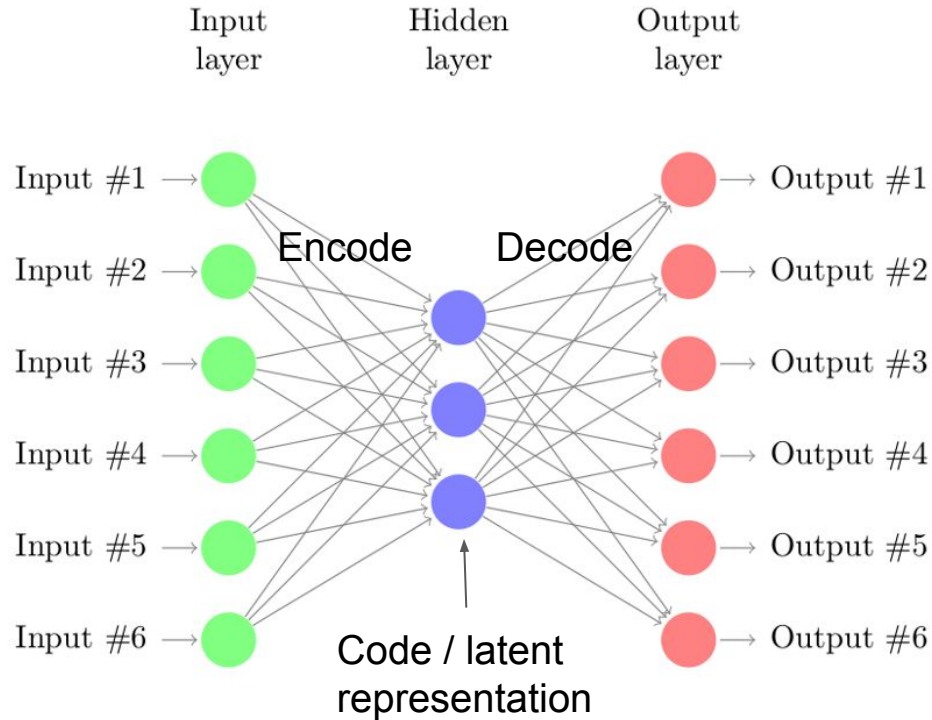 Input
layer
Hidden
layer
Output
layer
Input #1
Output #1
Encode
Decode
Input #2
Output #2
Input #3
Output #3
Input #4
Output #4
Input #5
Output #5
Input #6
Output #6
Code / latent
representation